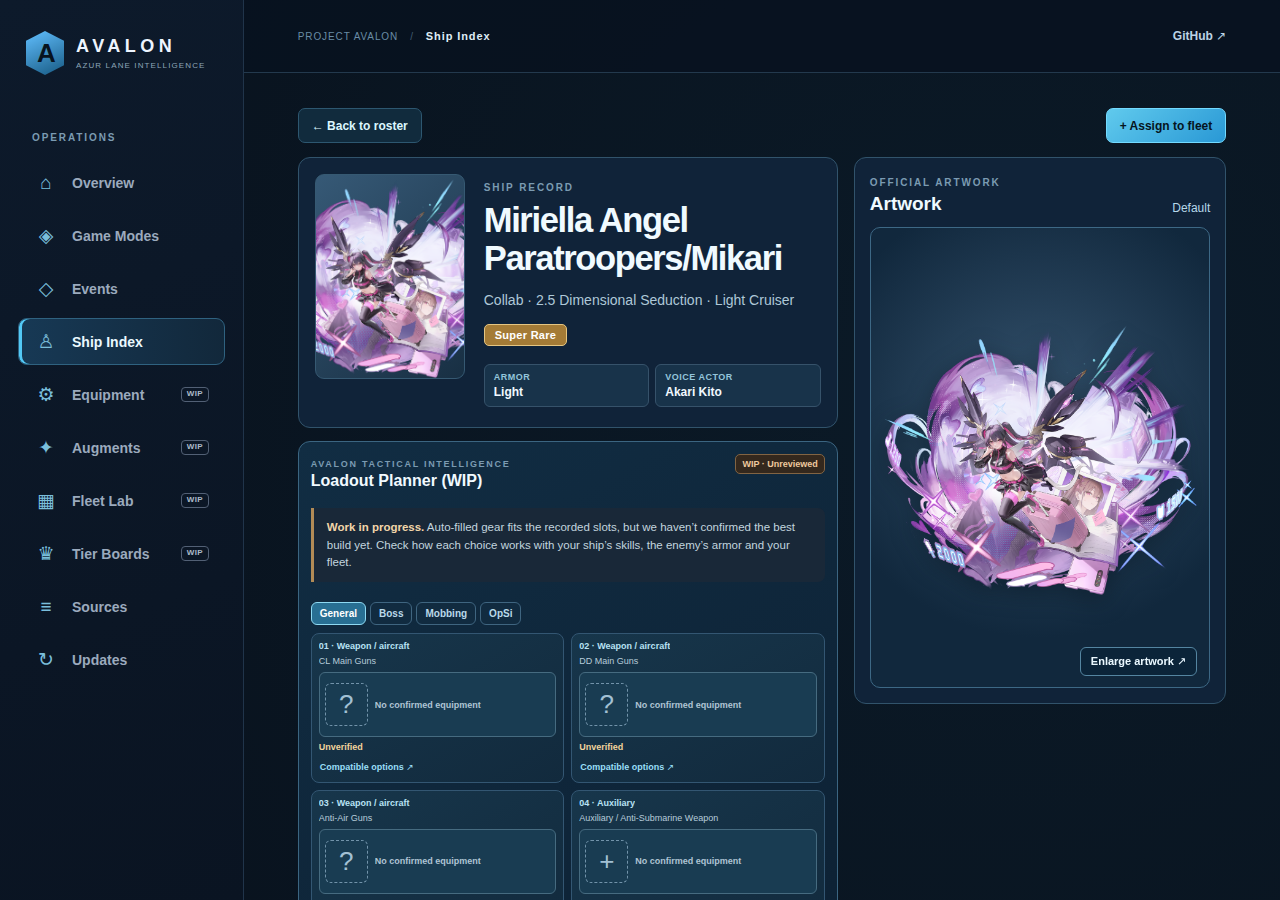 A
AVALON
AZUR LANE INTELLIGENCE
OPERATIONS
Overview
Game Modes
Events
Ship Index
Equipment WIP
Augments WIP
Fleet Lab WIP
Tier Boards WIP
Sources
Updates
PROJECT AVALON / Ship Index
GitHub ↗
← Back to roster
+ Assign to fleet
SHIP RECORD
Miriella Angel
Paratroopers/Mikari
Collab · 2.5 Dimensional Seduction · Light Cruiser
Super Rare
ARMOR
Light
VOICE ACTOR
Akari Kito
OFFICIAL ARTWORK
Artwork
Default
Enlarge artwork ↗
AVALON TACTICAL INTELLIGENCE
Loadout Planner (WIP)
WIP · Unreviewed
Work in progress. Auto-filled gear fits the recorded slots, but we haven’t confirmed the best
build yet. Check how each choice works with your ship’s skills, the enemy’s armor and your
fleet.
General Boss Mobbing OpSi
01 · Weapon / aircraft
CL Main Guns
? No confirmed equipment
Unverified
Compatible options ↗
02 · Weapon / aircraft
DD Main Guns
? No confirmed equipment
Unverified
Compatible options ↗
03 · Weapon / aircraft
Anti-Air Guns
? No confirmed equipment
04 · Auxiliary
Auxiliary / Anti-Submarine Weapon
+ No confirmed equipment